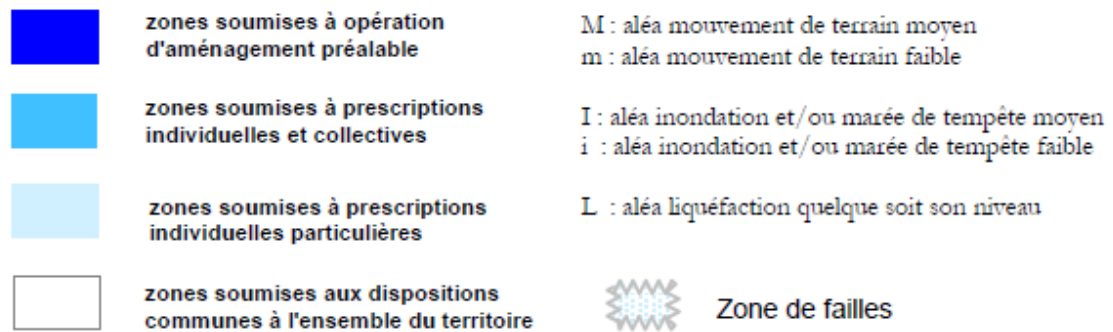 zones soumises à opération
d'aménagement préalable
M : aléa mouvement de terrain moyen
m : aléa mouvement de terrain faible
zones soumises à prescriptions
individuelles et collectives
I : aléa inondation et/ou marée de tempête moyen
i : aléa inondation et/ou marée de tempête faible
zones soumises à prescriptions
individuelles particulières
L : aléa liquéfaction quelque soit son niveau
zones soumises aux dispositions
communes à l'ensemble du territoire
Zone de failles